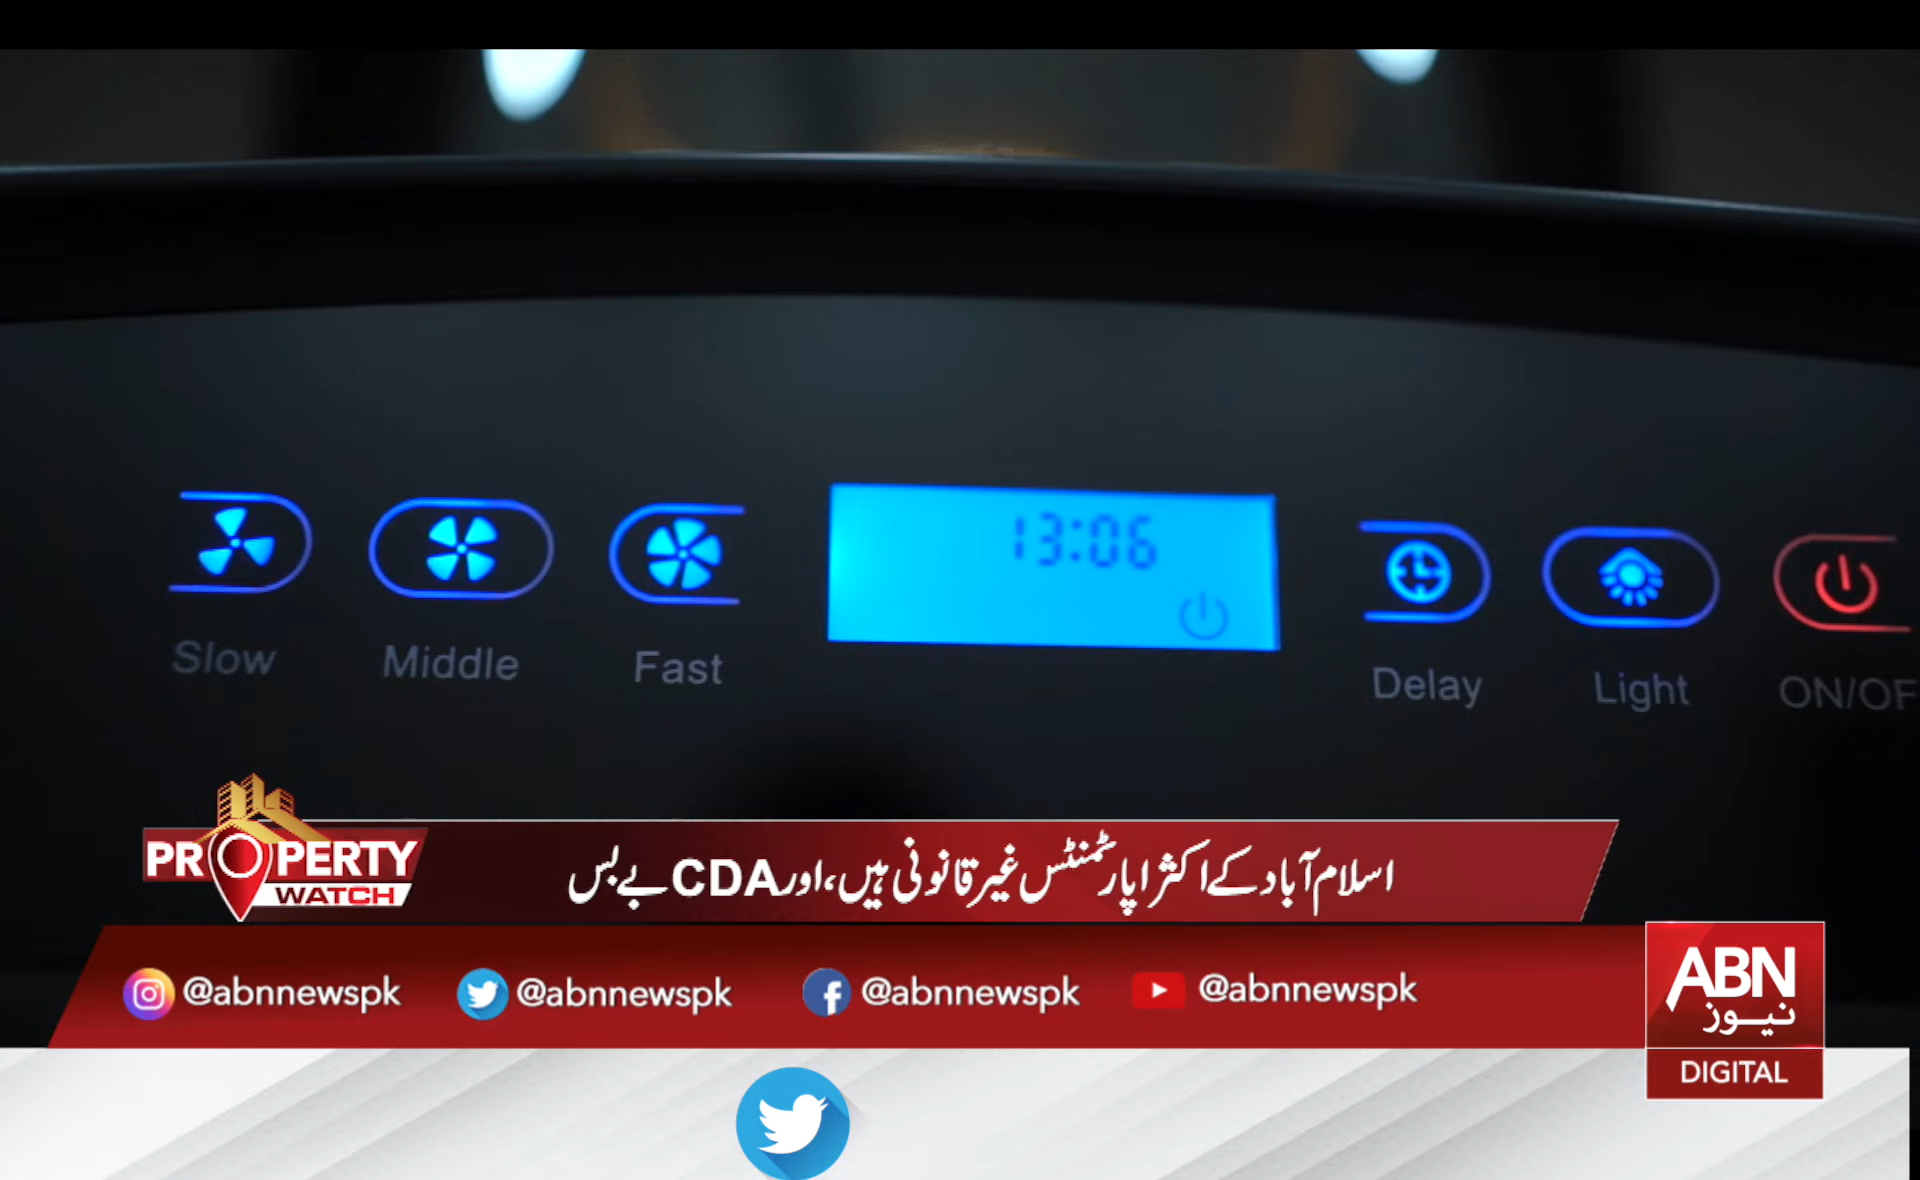 13:06
Slow Middle Fast Delay Light ON/OF
PROPERTY
WATCH
اسلام آباد کے اکثر اپارٹمنٹس غیر قانونی ہیں، اور CDA بے بس
@abnnewspk @abnnewspk @abnnewspk @abnnewspk
ABN
نیوز
DIGITAL